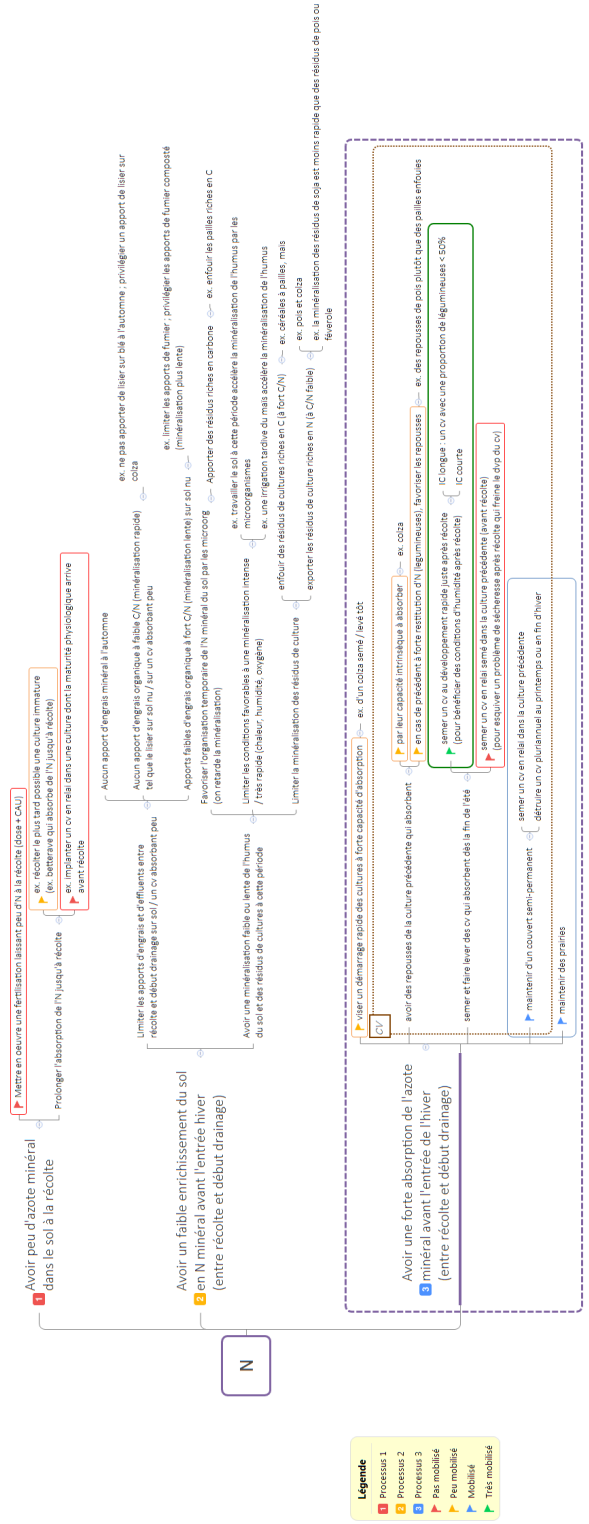 N
1
Avoir peu d'azote minéral
dans le sol à la récolte
Mettre en oeuvre une fertilisation laissant peu d'N à la récolte (dose + CAU)
Prolonger l'absorption de l'N jusqu'à récolte
ex. récolter le plus tard possible une culture immature
(ex. betterave qui absorbe de l'N jusqu'à récolte)
ex. implanter un cv en relai dans une culture dont la maturité physiologique arrive
avant récolte
2
Avoir un faible enrichissement du sol
en N minéral avant l'entrée hiver
(entre récolte et début drainage)
Limiter les apports d'engrais et d'effluents entre
récolte et début drainage sur sol / un cv absorbant peu
Aucun apport d'engrais minéral à l'automne
Aucun apport d'engrais organique à faible C/N (minéralisation rapide)
tel que le lisier sur sol nu / sur un cv absorbant peu
ex. ne pas apporter de lisier sur blé à l'automne ; privilégier un apport de lisier sur
colza
Apports faibles d'engrais organique à fort C/N (minéralisation lente) sur sol nu
ex. limiter les apports de fumier ; privilégier les apports de fumier composté
(minéralisation plus lente)
Avoir une minéralisation faible ou lente de l'humus
du sol et des résidus de cultures à cette période
Favoriser l'organisation temporaire de l'N minéral du sol par les microorg
(on retarde la minéralisation)
Apporter des résidus riches en carbone
ex. enfouir les pailles riches en C
Limiter les conditions favorables à une minéralisation intense
/ très rapide (chaleur, humidité, oxygène)
ex. travailler le sol à cette période accélère la minéralisation de l'humus par les
microorganismes
ex. une irrigation tardive du maïs accélère la minéralisation de l'humus
Limiter la minéralisation des résidus de culture
enfouir des résidus de cultures riches en C (à fort C/N)
ex. céréales à pailles, maïs
exporter les résidus de culture riches en N (à C/N faible)
ex. pois et colza
ex. la minéralisation des résidus de soja est moins rapide que des résidus de pois ou
féverole
3
Avoir une forte absorption de l'azote
minéral avant l'entrée de l'hiver
(entre récolte et début drainage)
viser un démarrage rapide des cultures à forte capacité d'absorption
ex. d'un colza semé / levé tôt
CV
avoir des repousses de la culture précédente qui absorbent
par leur capacité intrinsèque à absorber
ex. colza
en cas de précédent à forte restitution d'N (legumineuses), favoriser les repousses
ex. des repousses de pois plutôt que des pailles enfouies
semer et faire lever des cv qui absorbent dès la fin de l'été
semer un cv au développement rapide juste après récolte
(pour bénéficier des conditions d'humidité après récolte)
IC longue : un cv avec une proportion de légumineuses < 50%
IC courte
semer un cv en relai semé dans la culture précédente (avant récolte)
(pour esquiver un problème de sécheresse après récolte qui freine le dvp du cv)
maintenir d'un couvert semi-permanent
semer un cv en relai dans la culture précédente
détruire un cv pluriannuel au printemps ou en fin d'hiver
maintenir des prairies
Légende
1 Processus 1
2 Processus 2
3 Processus 3
Pas mobilisé
Peu mobilisé
Mobilisé
Très mobilisé